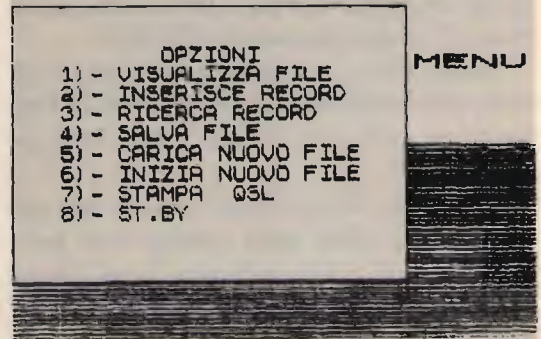 OPZIONI
MENU
1) - VISUALIZZA FILE
2) - INSERISCE RECORD
3) - RICERCA RECORD
4) - SALVA FILE
5) - CARICA NUOVO FILE
6) - INIZIA NUOVO FILE
7) - STAMPA QSL
8) - ST.BY